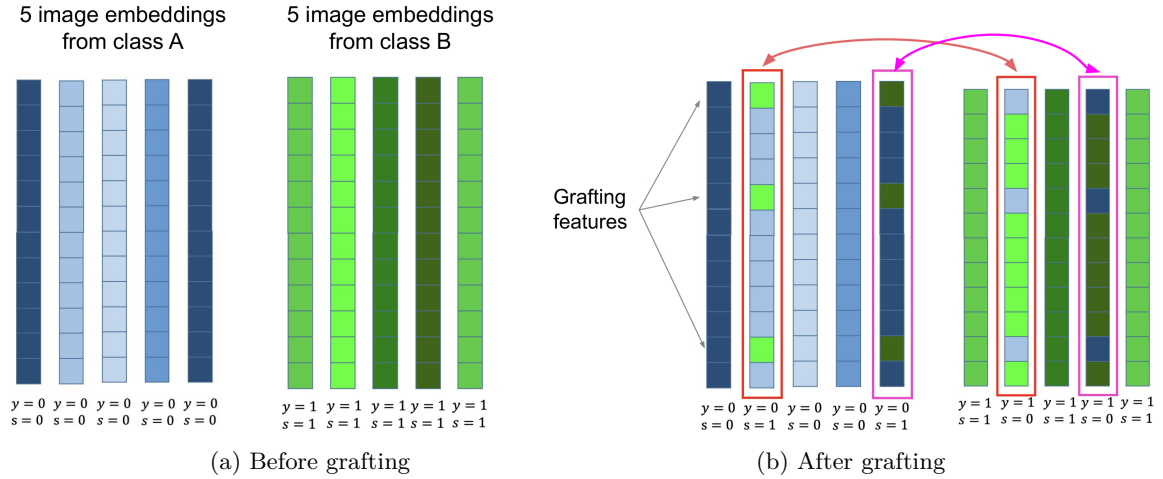 5 image embeddings
from class A
5 image embeddings
from class B
y = 0 y = 0 y = 0 y = 0 y = 0
s = 0 s = 0 s = 0 s = 0 s = 0
y = 1 y = 1 y = 1 y = 1 y = 1
s = 1 s = 1 s = 1 s = 1 s = 1
(a) Before grafting
Grafting
features
y = 0 y = 0 y = 0 y = 0 y = 0
s = 0 s = 1 s = 0 s = 0 s = 1
y = 1 y = 1 y = 1 y = 1 y = 1
s = 1 s = 0 s = 1 s = 0 s = 1
(b) After grafting